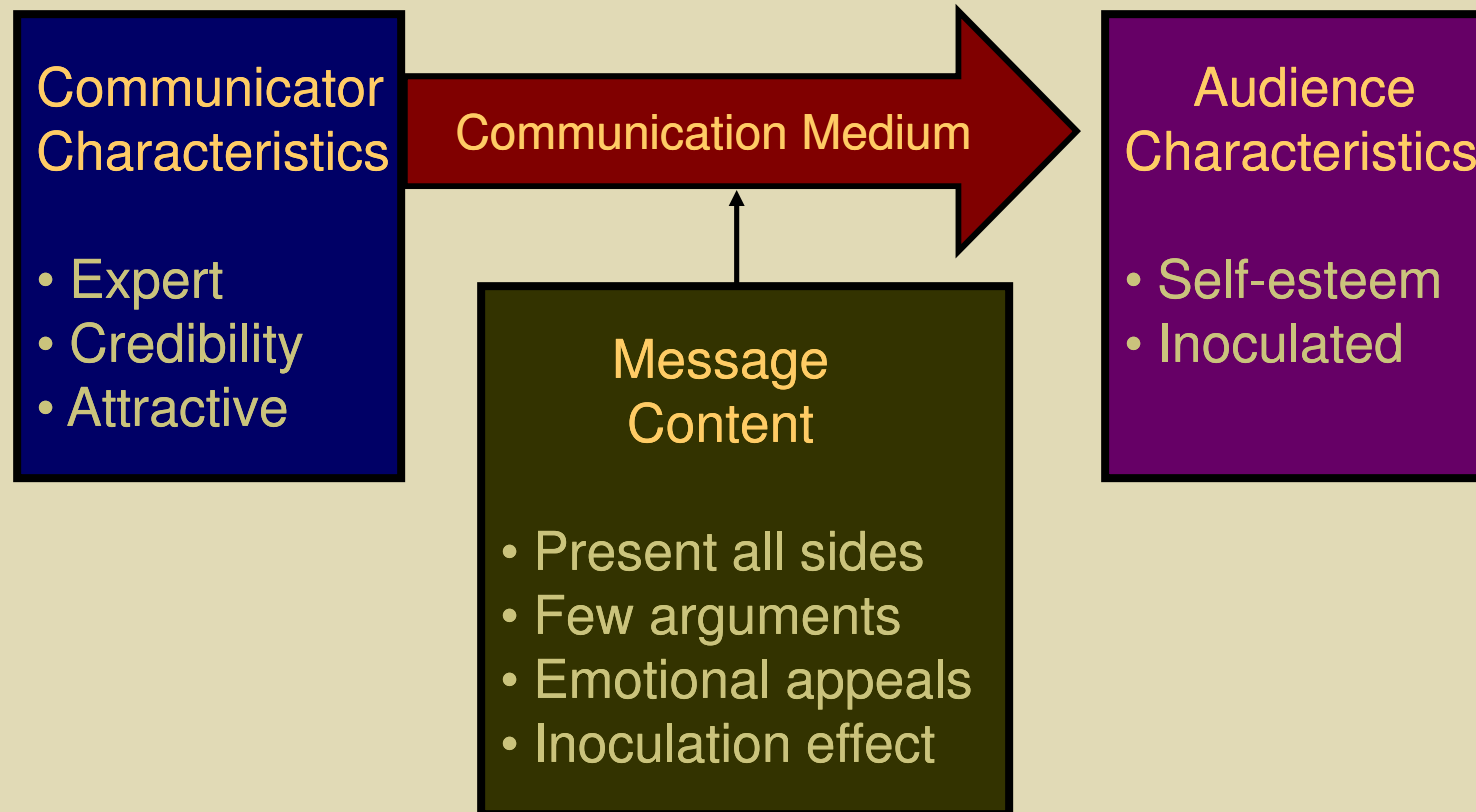 Communicator
Characteristics
• Expert
• Credibility
• Attractive
Communication Medium
Message
Content
• Present all sides
• Few arguments
• Emotional appeals
• Inoculation effect
Audience
Characteristics
• Self-esteem
• Inoculated